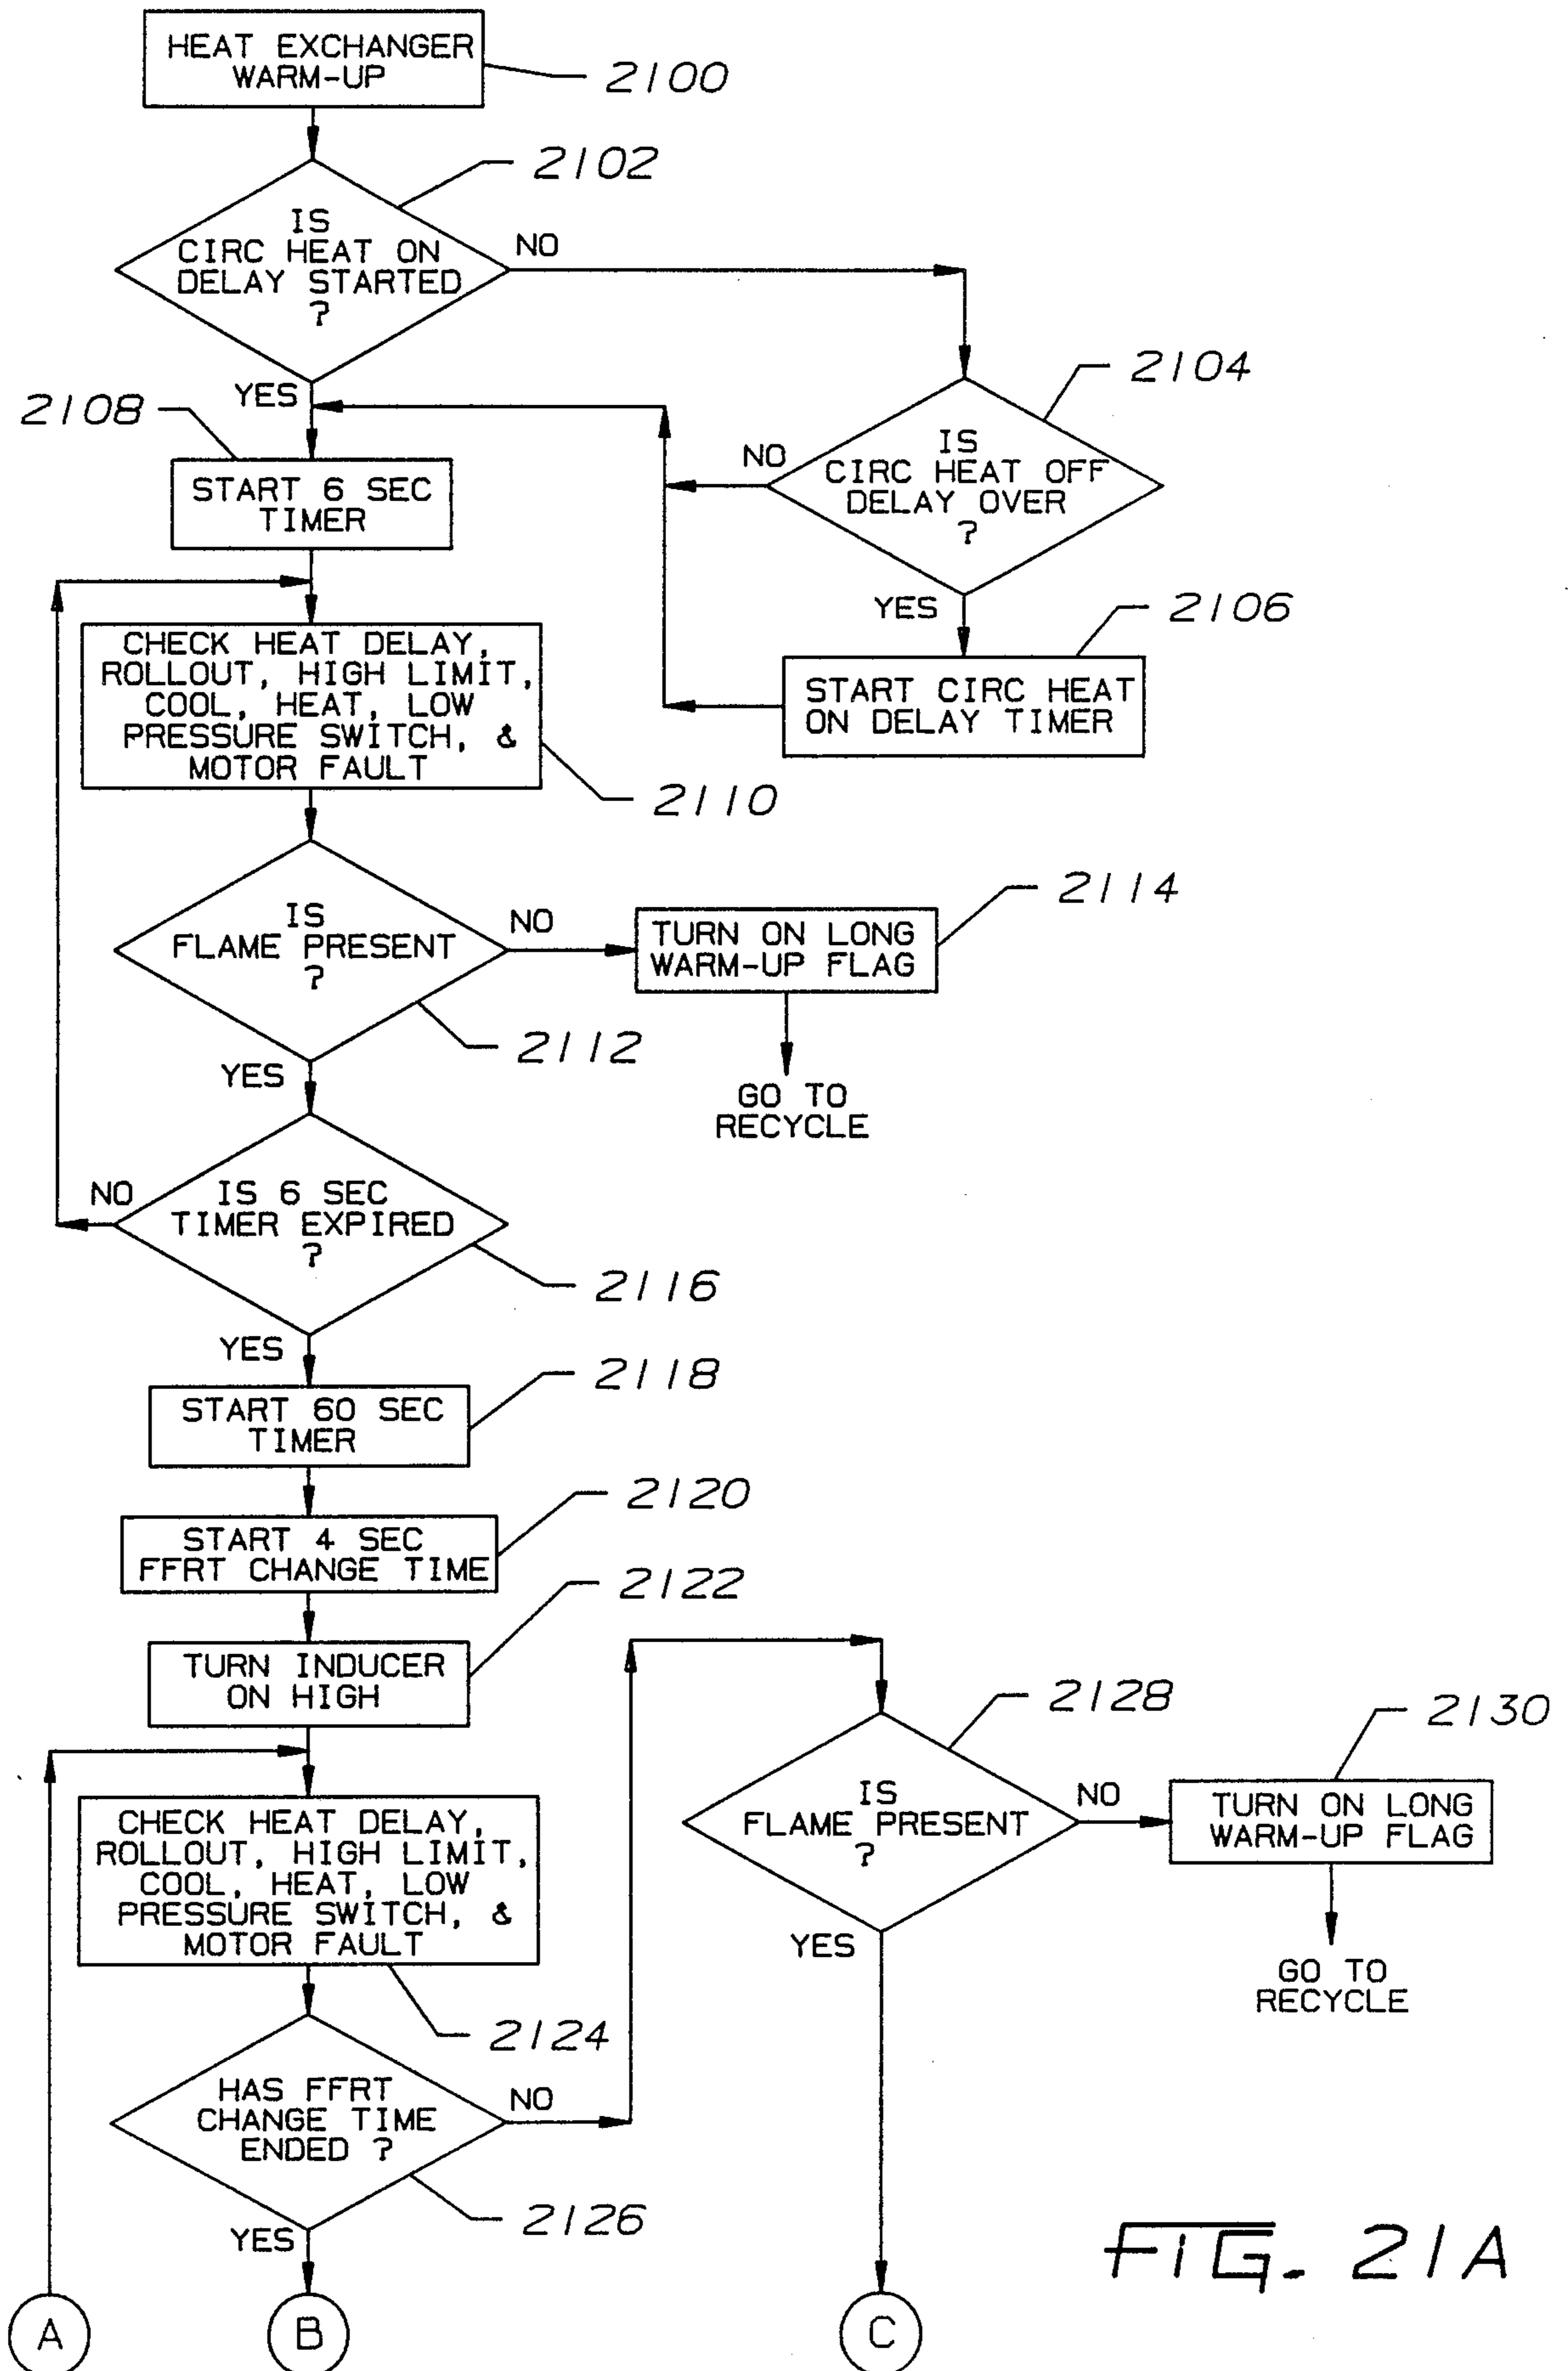 HEAT EXCHANGER
WARM-UP
2100
2102
IS
CIRC HEAT ON
DELAY STARTED
?
NO
YES
2104
IS
CIRC HEAT OFF
DELAY OVER
?
NO
YES
2106
START CIRC HEAT
ON DELAY TIMER
2108
START 6 SEC
TIMER
CHECK HEAT DELAY,
ROLLOUT, HIGH LIMIT,
COOL, HEAT, LOW
PRESSURE SWITCH, &
MOTOR FAULT
2110
IS
FLAME PRESENT
?
NO
2112
YES
2114
TURN ON LONG
WARM-UP FLAG
GO TO
RECYCLE
NO
IS 6 SEC
TIMER EXPIRED
?
2116
YES
2118
START 60 SEC
TIMER
2120
START 4 SEC
FFRT CHANGE TIME
2122
TURN INDUCER
ON HIGH
CHECK HEAT DELAY,
ROLLOUT, HIGH LIMIT,
COOL, HEAT, LOW
PRESSURE SWITCH, &
MOTOR FAULT
2124
HAS FFRT
CHANGE TIME
ENDED ?
NO
2126
YES
2128
IS
FLAME PRESENT
?
NO
YES
2130
TURN ON LONG
WARM-UP FLAG
GO TO
RECYCLE
A
B
C
FIG. 21A